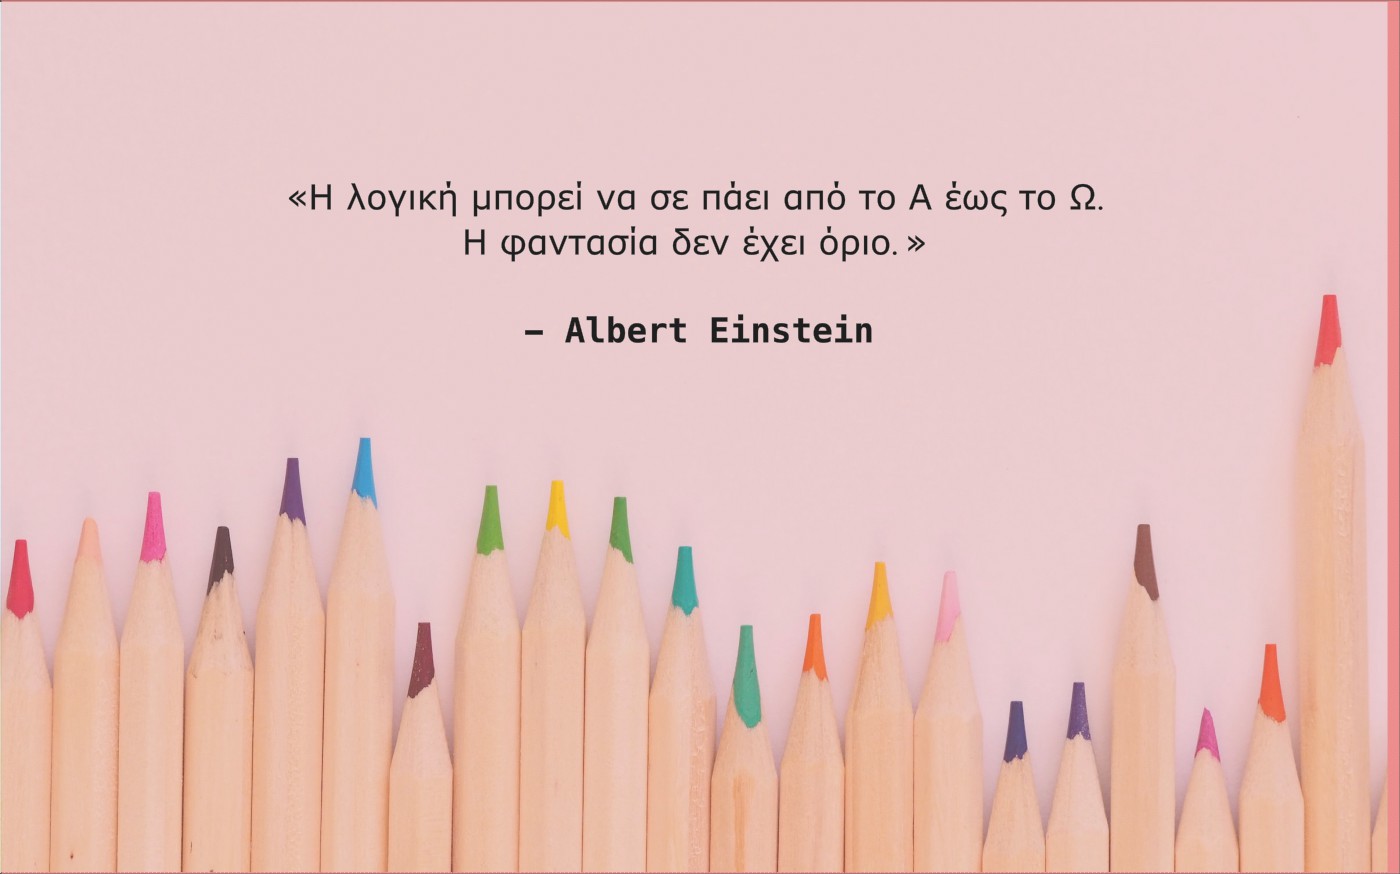 «Η λογική μπορεί να σε πάει από το Α έως το Ω.
Η φαντασία δεν έχει όριο. »
– Albert Einstein